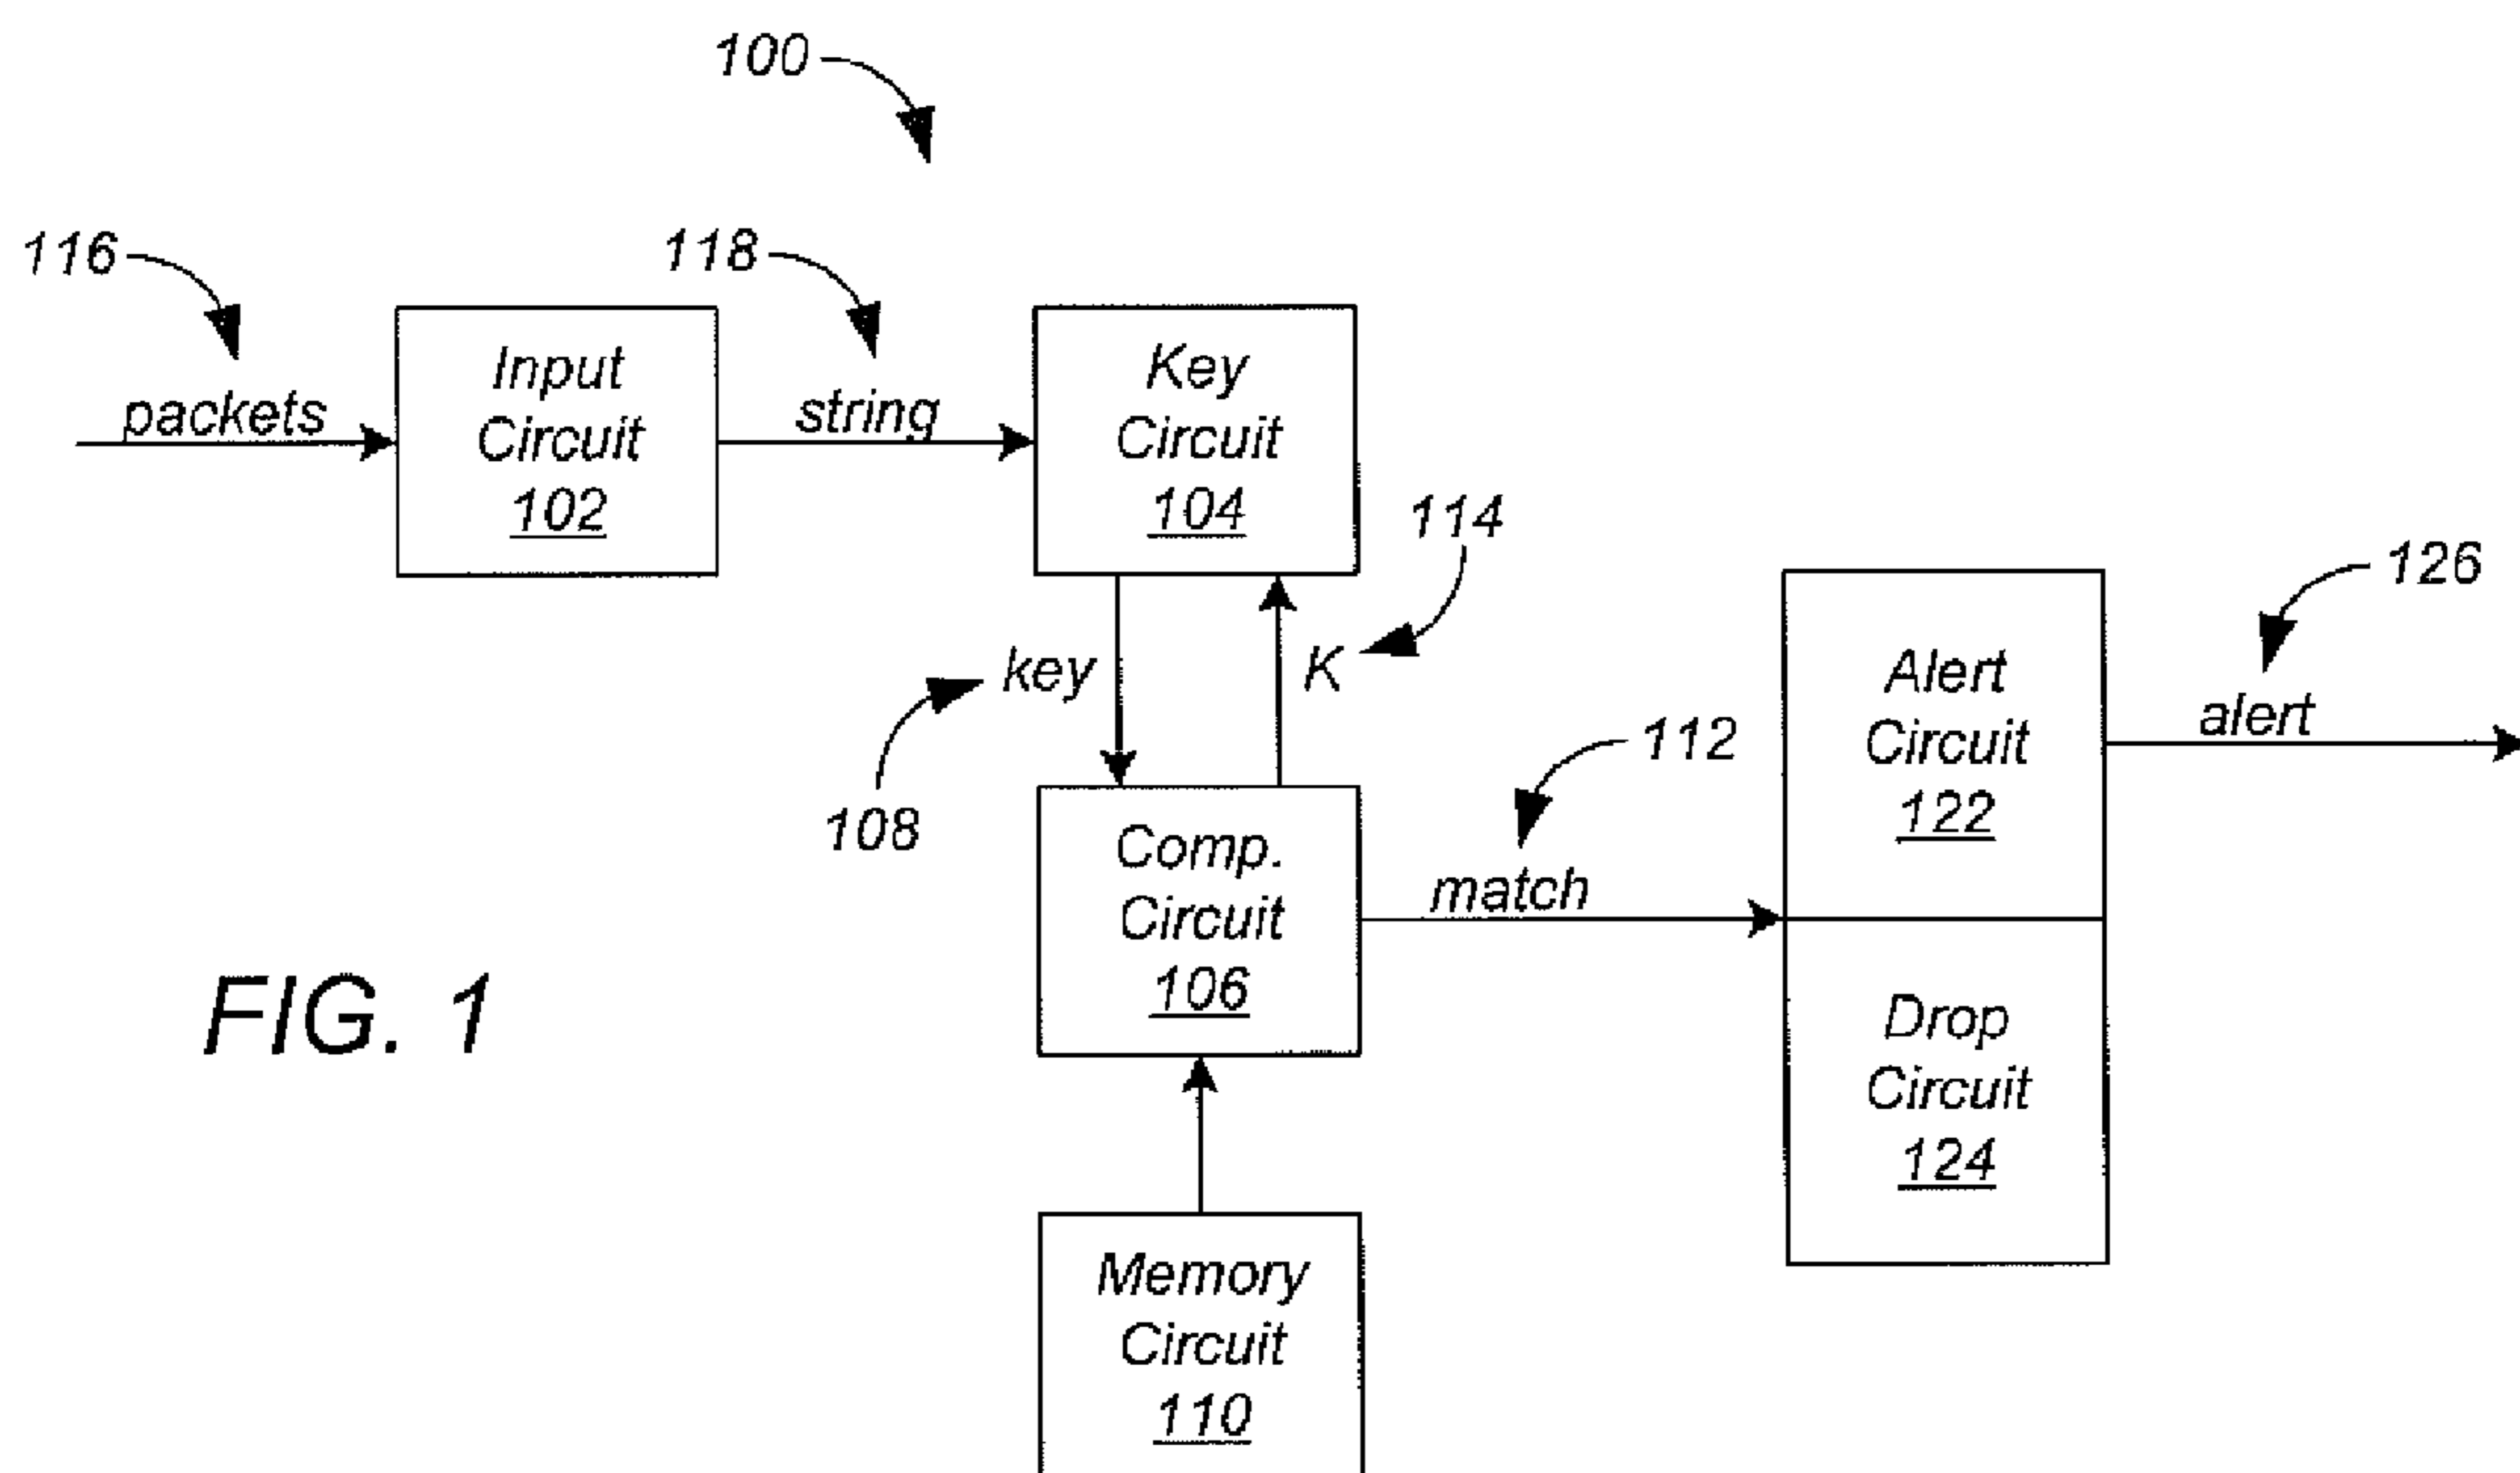 100
116
118
packets
Input
Circuit
102
string
Key
Circuit
104
114
key
K
108
126
Alert
Circuit
122
alert
112
Comp.
Circuit
106
match
Drop
Circuit
124
FIG. 1
Memory
Circuit
110